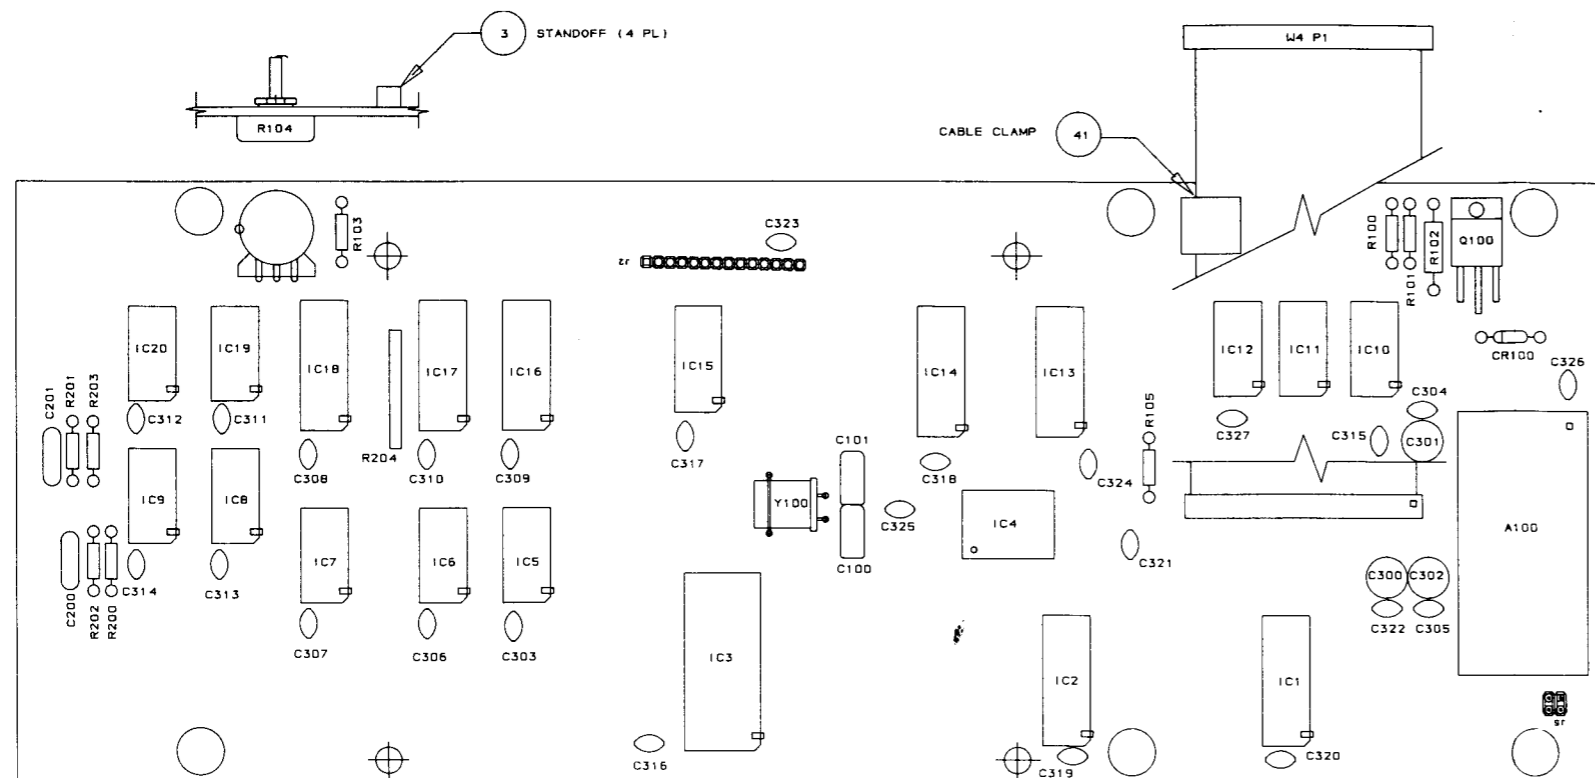 3 STANDOFF (4 PL)
W4 P1
R104
CABLE CLAMP 41
R103
C323
J2
R100
R101
R102
Q100
IC20
IC19
IC18
IC17
IC16
IC15
IC14
IC13
IC12
IC11
IC10
CR100
C326
C201
R201
R203
C312
C311
R204
C308
C310
C309
C317
C101
C318
C324
R105
C327
C315
C304
C301
IC9
IC8
Y100
C325
IC4
A100
C200
R202
R200
C314
C313
IC7
IC6
IC5
C100
C321
C300
C302
C322
C305
C307
C306
C303
IC3
IC2
IC1
J5
C316
C319
C320